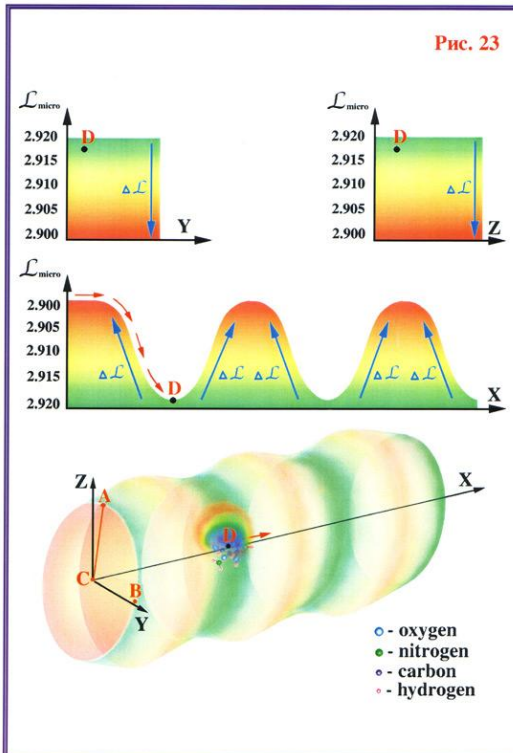 Рис. 23
ℒmicro
ℒmicro
2.920
D
2.920
D
2.915
2.915
2.910
Δℒ
2.910
Δℒ
2.905
2.905
2.900
Y
2.900
Z
ℒmicro
2.900
2.905
2.910
2.915
Δℒ
D
Δℒ
Δℒ
Δℒ
Δℒ
2.920
X
Z
A
X
D
C
B
Y
- oxygen
- nitrogen
- carbon
- hydrogen